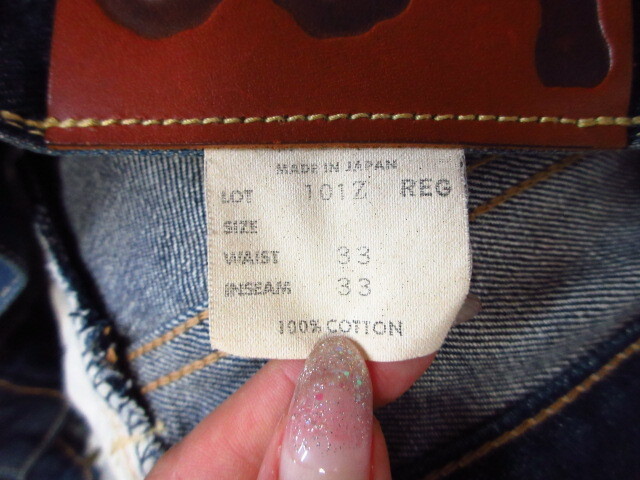 MADE IN JAPAN
LOT 101Z REG
SIZE
WAIST 33
INSEAM 33
100% COTTON